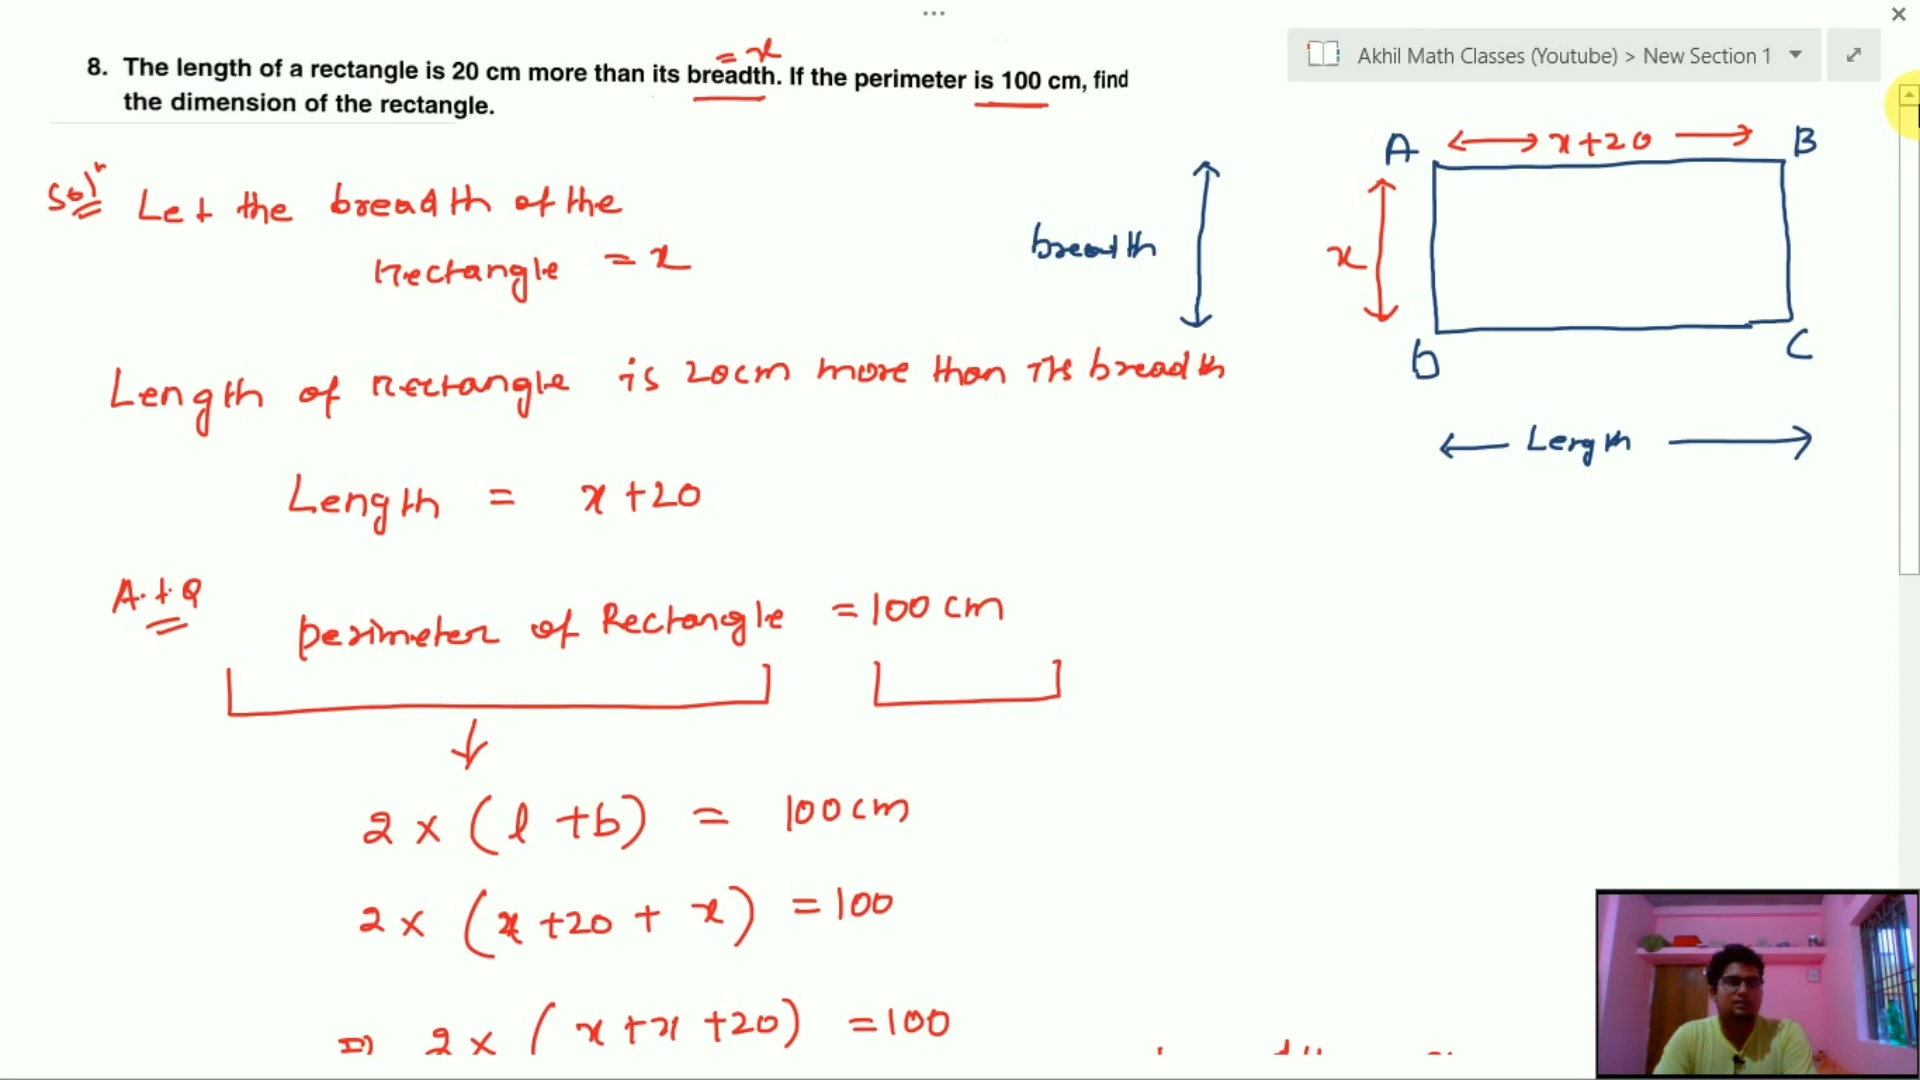 ...
Akhil Math Classes (Youtube) > New Section 1
= x
8. The length of a rectangle is 20 cm more than its breadth. If the perimeter is 100 cm, find
the dimension of the rectangle.
Solⁿ
Let the breadth of the
Rectangle = x
Length of Rectangle is 20cm more than its breadth
Length = x+20
A.t.Q
perimeter of Rectangle = 100 cm
2 × (l +b) = 100cm
2 × (x +20 + x) = 100
2 × (x +x +20) = 100
A
x+20
B
breadth
x
D
C
Length